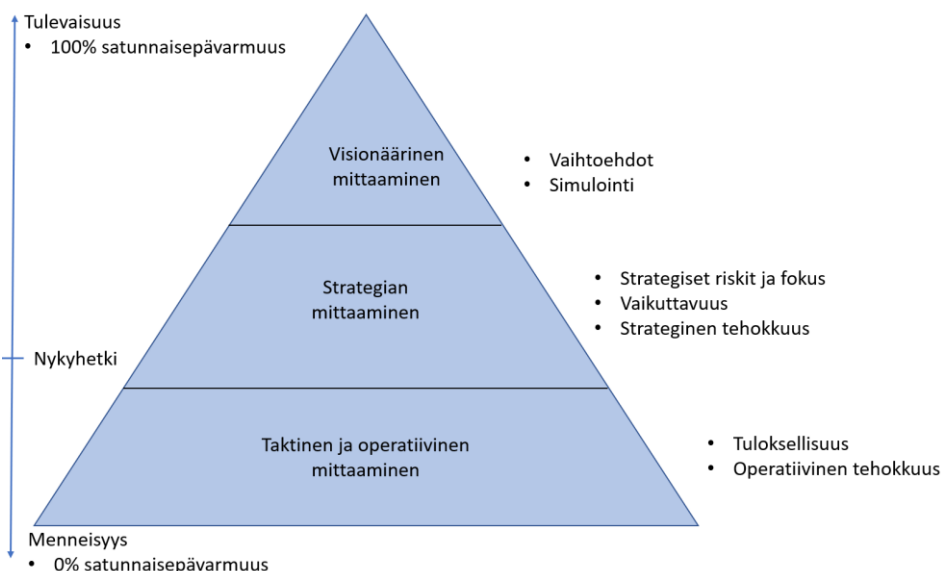 Tulevaisuus
• 100% satunnaisepävarmuus
Visionäärinen
mittaaminen
• Vaihtoehdot
• Simulointi
Strategian
mittaaminen
• Strategiset riskit ja fokus
• Vaikuttavuus
• Strateginen tehokkuus
Nykyhetki
Taktinen ja operatiivinen
mittaaminen
• Tuloksellisuus
• Operatiivinen tehokkuus
Menneisyys
• 0% satunnaisepävarmuus